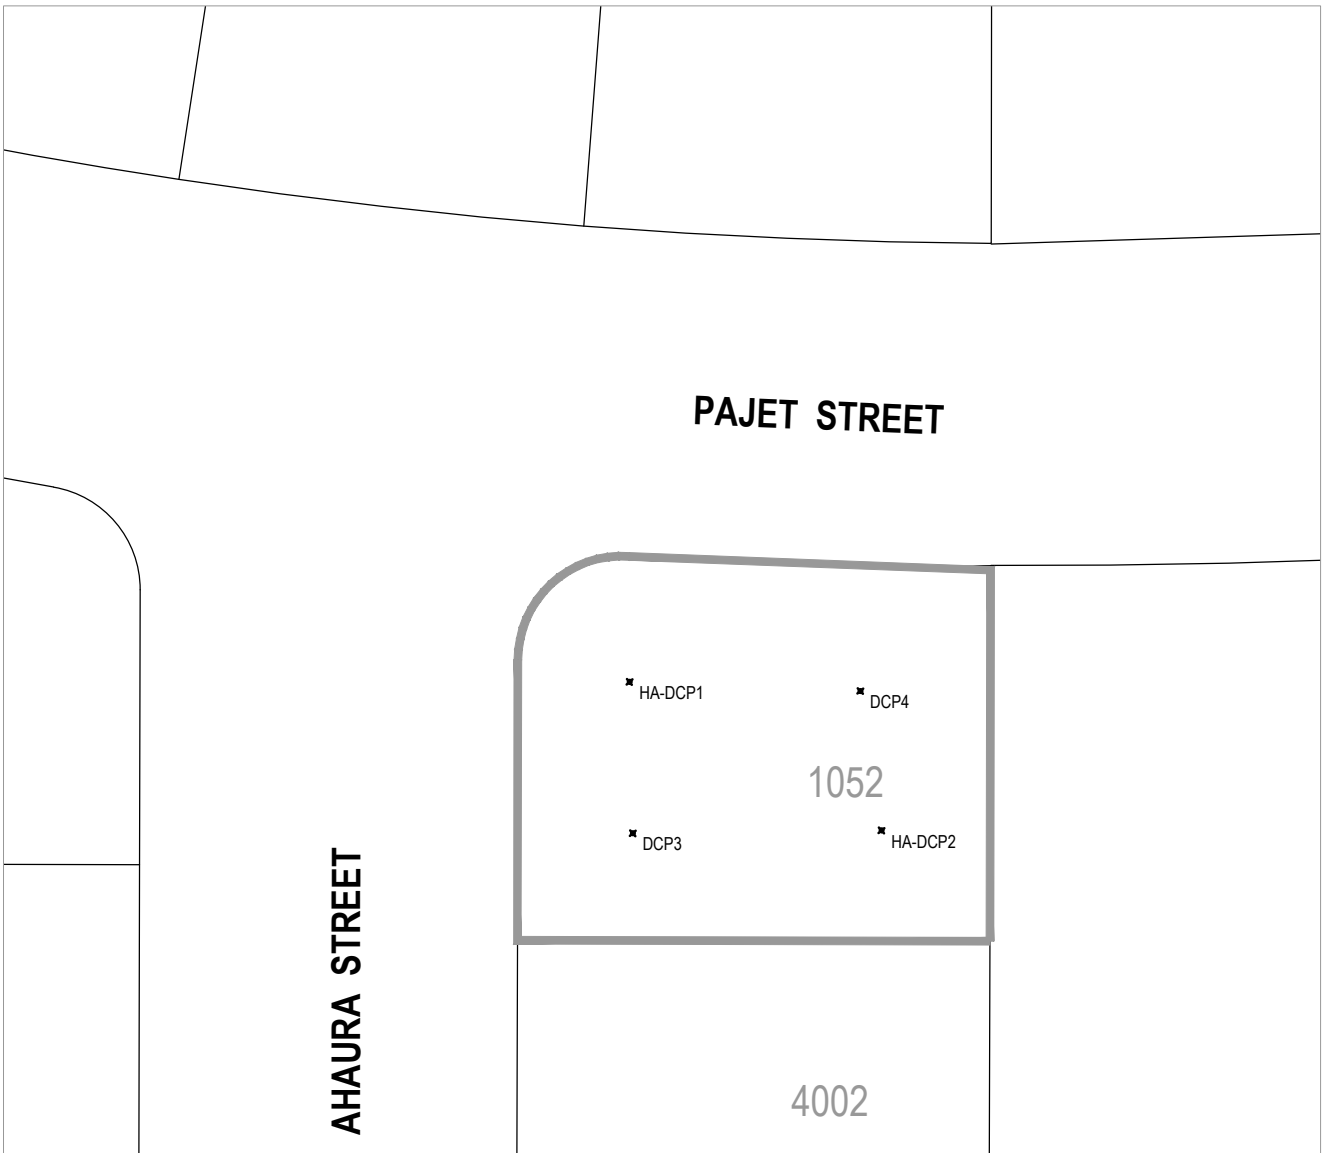 PAJET STREET
HA-DCP1
DCP4
1052
DCP3
HA-DCP2
AHAURA STREET
4002